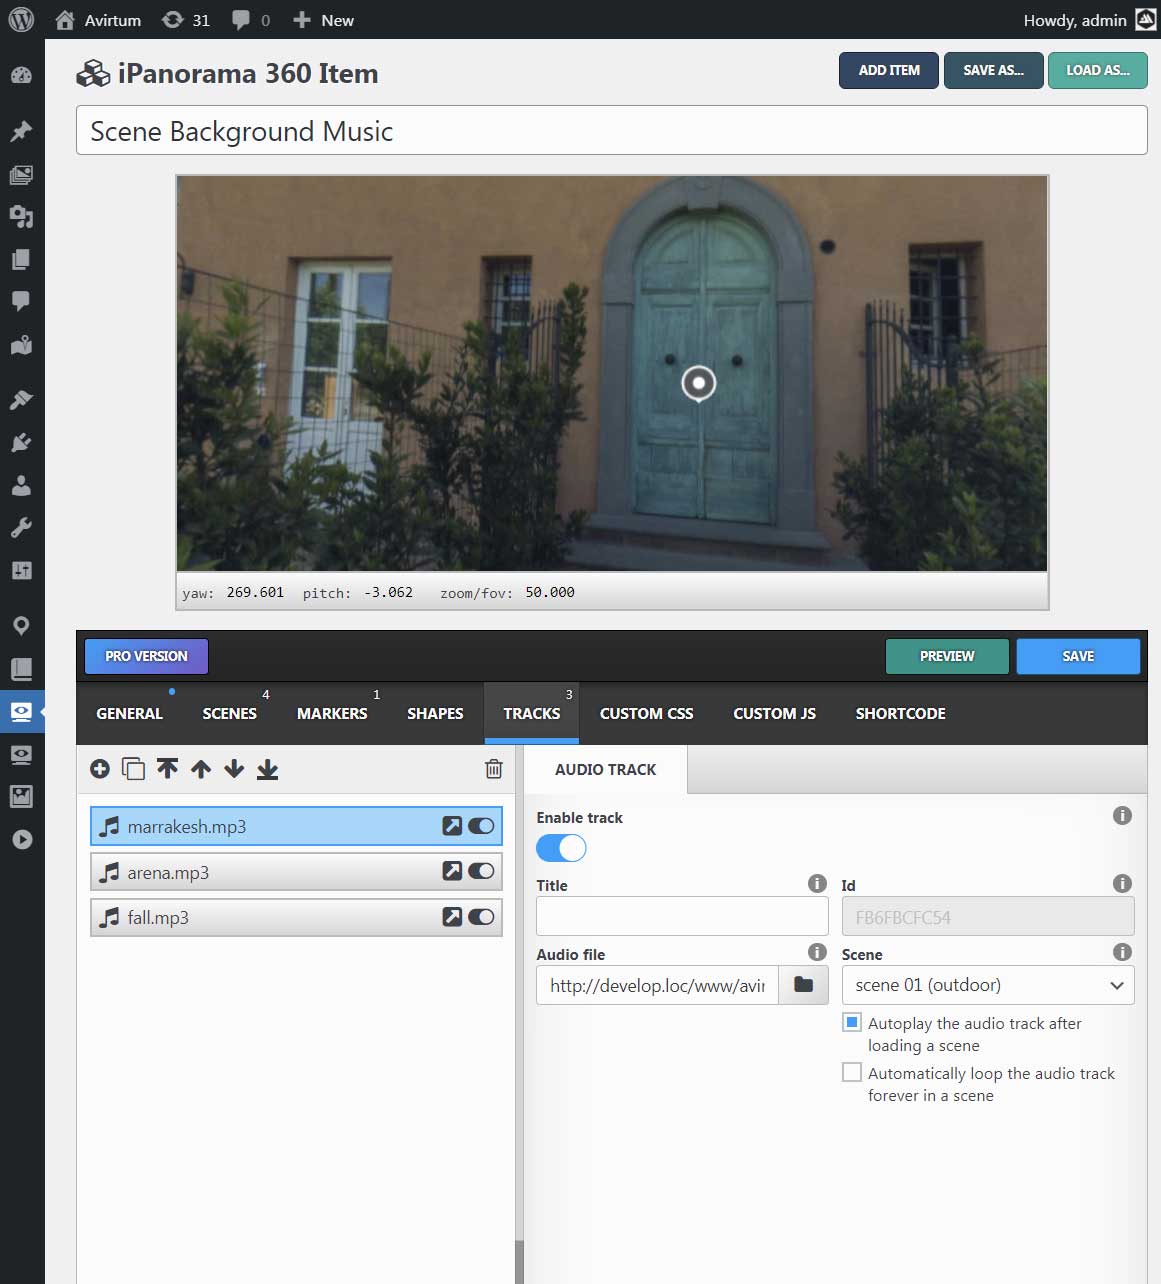 Avirtum 31 0 New Howdy, admin
iPanorama 360 Item ADD ITEM SAVE AS... LOAD AS...
Scene Background Music
yaw: 269.601 pitch: -3.062 zoom/fov: 50.000
PRO VERSION PREVIEW SAVE
GENERAL SCENES 4 MARKERS 1 SHAPES TRACKS 3 CUSTOM CSS CUSTOM JS SHORTCODE
marrakesh.mp3
arena.mp3
fall.mp3
AUDIO TRACK
Enable track
Title Id
FB6FBCFC54
Audio file Scene
http://develop.loc/www/avir scene 01 (outdoor)
Autoplay the audio track after
loading a scene
Automatically loop the audio track
forever in a scene